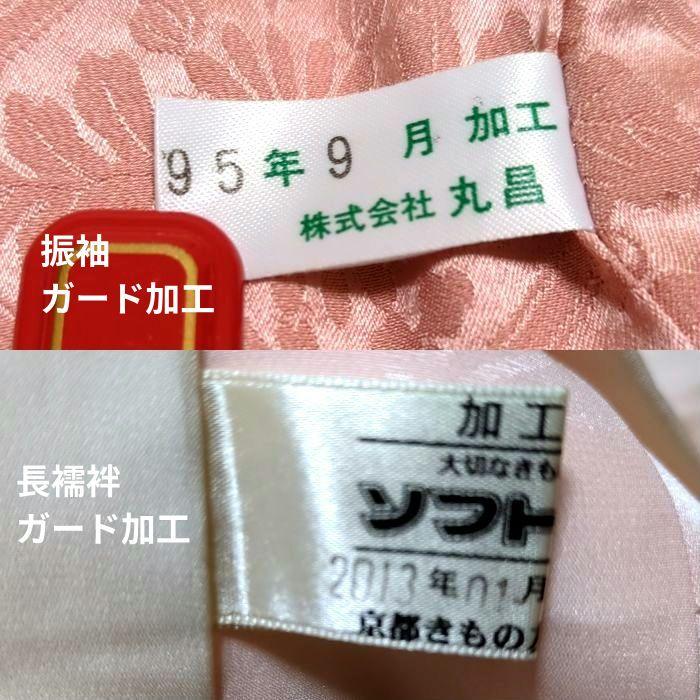 '95年9月加工
株式会社 丸昌
振袖
ガード加工
加工
大切なきも
ソフト
2013年01月
京都きもの
長襦袢
ガード加工